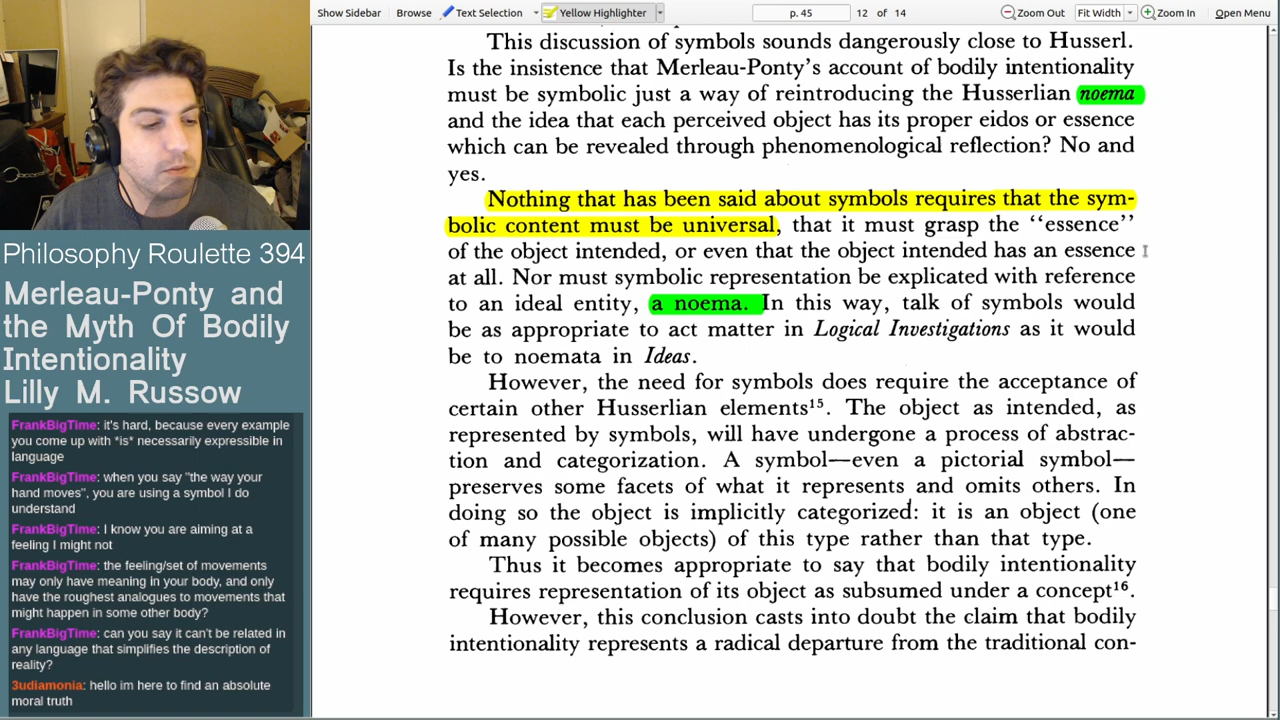 Show Sidebar Browse Text Selection Yellow Highlighter p. 45 12 of 14 Zoom Out Fit Width Zoom In Open Menu
This discussion of symbols sounds dangerously close to Husserl.
Is the insistence that Merleau-Ponty's account of bodily intentionality
must be symbolic just a way of reintroducing the Husserlian noema
and the idea that each perceived object has its proper eidos or essence
which can be revealed through phenomenological reflection? No and
yes.
Nothing that has been said about symbols requires that the sym-
bolic content must be universal, that it must grasp the ‘‘essence’’
of the object intended, or even that the object intended has an essence
at all. Nor must symbolic representation be explicated with reference
to an ideal entity, a noema. In this way, talk of symbols would
be as appropriate to act matter in Logical Investigations as it would
be to noemata in Ideas.
However, the need for symbols does require the acceptance of
certain other Husserlian elements¹⁵. The object as intended, as
represented by symbols, will have undergone a process of abstrac-
tion and categorization. A symbol—even a pictorial symbol—
preserves some facets of what it represents and omits others. In
doing so the object is implicitly categorized: it is an object (one
of many possible objects) of this type rather than that type.
Thus it becomes appropriate to say that bodily intentionality
requires representation of its object as subsumed under a concept¹⁶.
However, this conclusion casts into doubt the claim that bodily
intentionality represents a radical departure from the traditional con-
Philosophy Roulette 394
Merleau-Ponty and
the Myth Of Bodily
Intentionality
Lilly M. Russow
FrankBigTime: it's hard, because every example
you come up with *is* necessarily expressible in
language
FrankBigTime: when you say "the way your
hand moves", you are using a symbol I do
understand
FrankBigTime: I know you are aiming at a
feeling I might not
FrankBigTime: the feeling/set of movements
may only have meaning in your body, and only
have the roughest analogues to movements that
might happen in some other body?
FrankBigTime: can you say it can't be related in
any language that simplifies the description of
reality?
3udiamonia: hello im here to find an absolute
moral truth